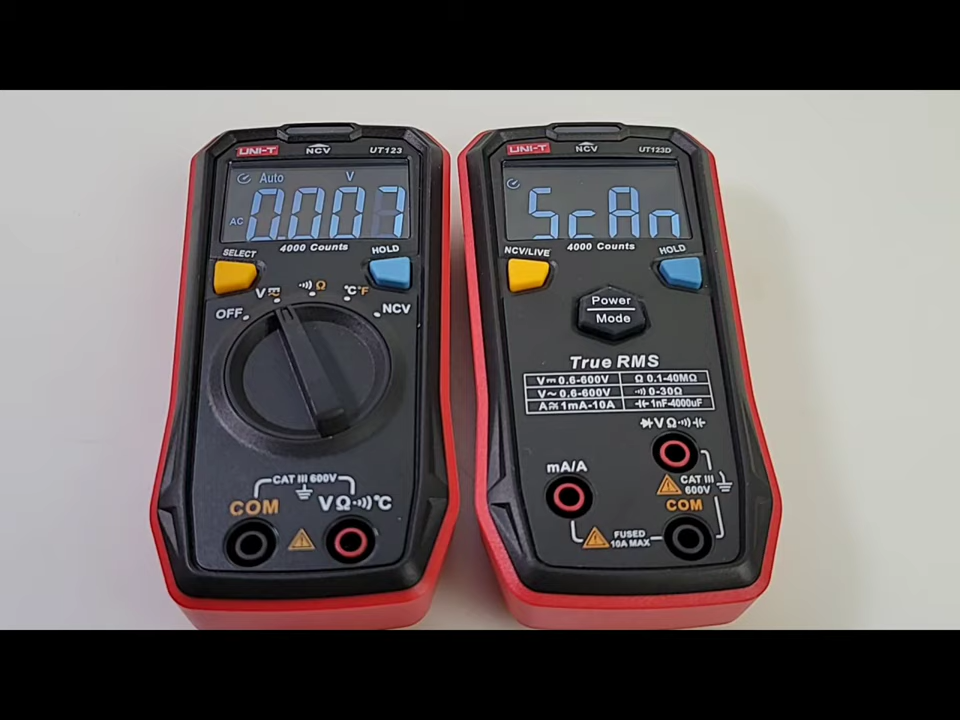 UNI-T NCV UT123
Auto V
AC 0.007
4000 Counts
SELECT HOLD
V Ω °C°F
OFF NCV
CAT III 600V
COM VΩ °C
UNI-T NCV UT123D
ScAn
4000 Counts
NCV/LIVE HOLD
Power
Mode
True RMS
V⎓0.6-600V Ω 0.1-40MΩ
V~0.6-600V 0-30Ω
A 1mA-10A 1nF-4000uF
VΩ
mA/A
CAT III
600V
COM
FUSED
10A MAX